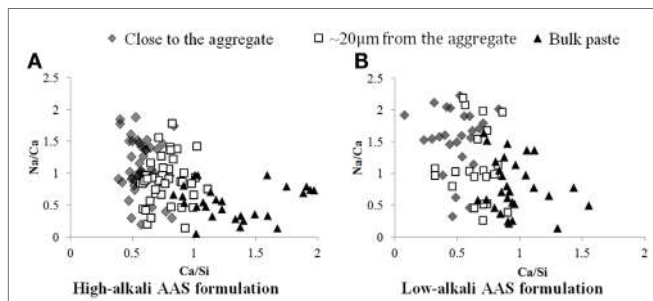 Close to the aggregate ~20μm from the aggregate Bulk paste
A B
2.5 2.5
2 2
1.5 1.5
1 1
0.5 0.5
0 0
Na/Ca Na/Ca
0 0.5 1 1.5 2 0 0.5 1 1.5 2
Ca/Si Ca/Si
High-alkali AAS formulation Low-alkali AAS formulation